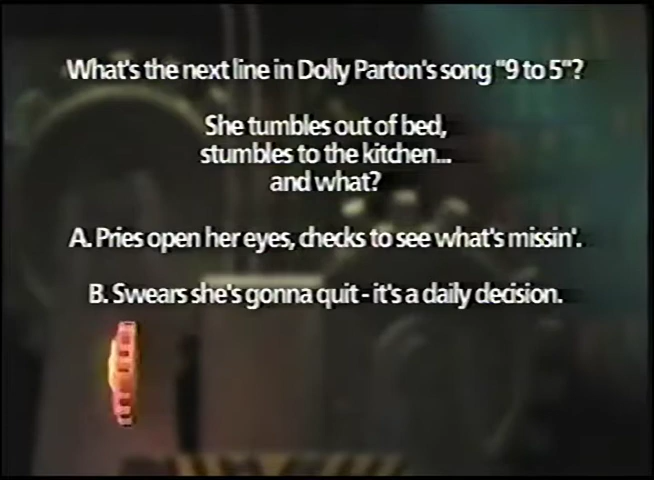 What's the next line in Dolly Parton's song "9 to 5"?
She tumbles out of bed,
stumbles to the kitchen...
and what?
A. Pries open her eyes, checks to see what's missin'.
B. Swears she's gonna quit - it's a daily decision.